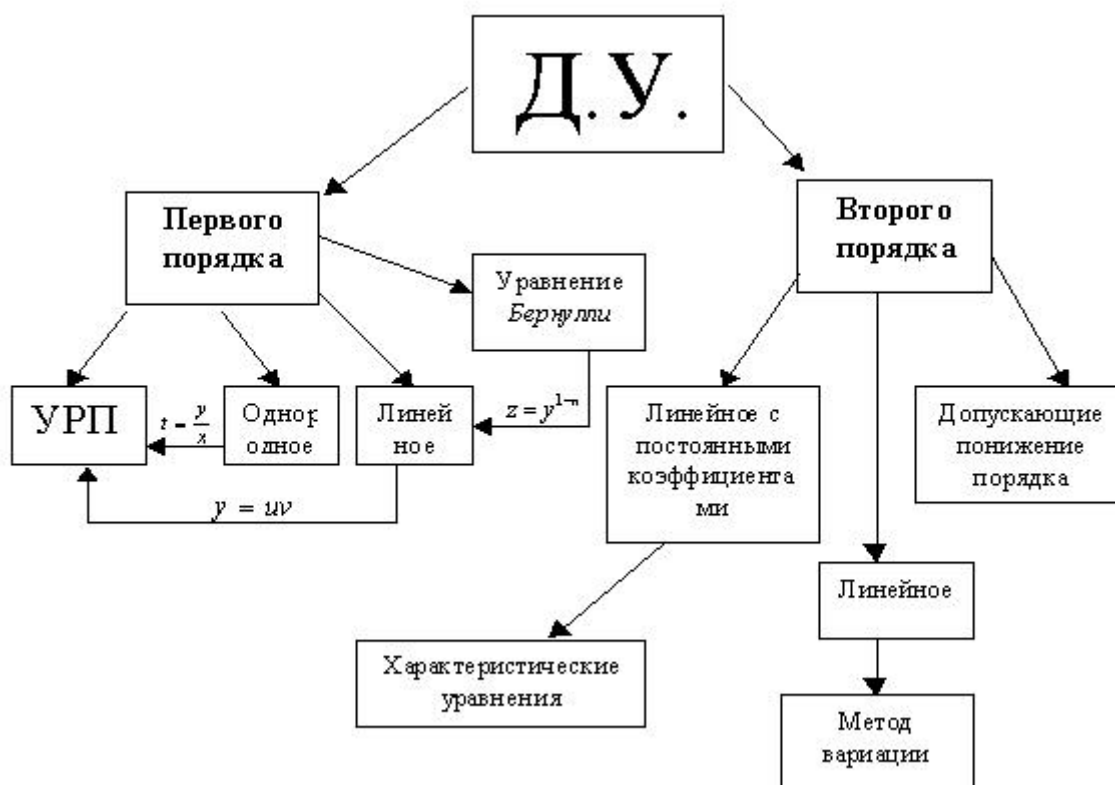 Д.У.
Первого
порядка
Второго
порядка
Уравнение
Бернулли
УРП
t = y/x
Однор
одное
Линей
ное
z = y^{1-n}
y = uv
Линейное с
постоянными
коэффициента
ми
Допускающие
понижение
порядка
Линейное
Характеристические
уравнения
Метод
вариации